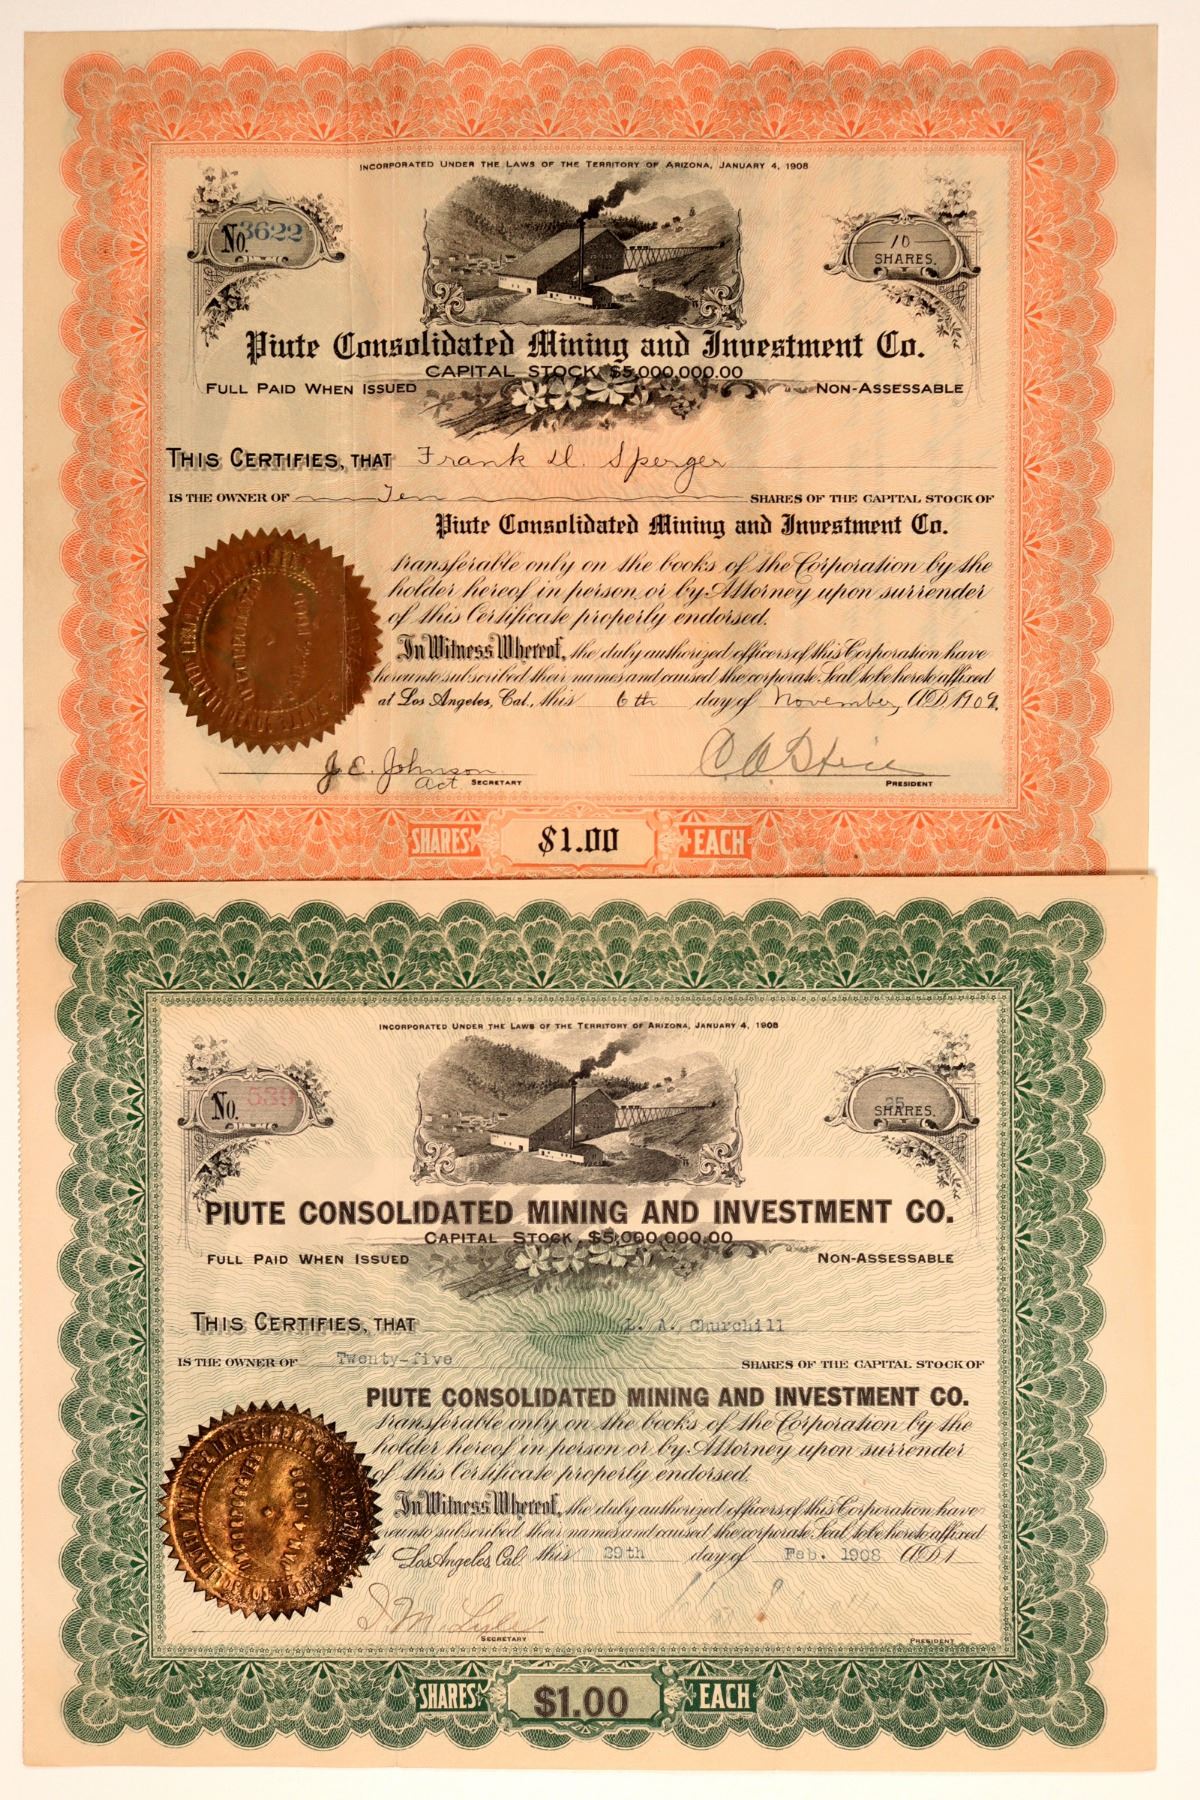 INCORPORATED UNDER THE LAWS OF THE TERRITORY OF ARIZONA, JANUARY 4, 1908
No. 3622
10
SHARES.
Piute Consolidated Mining and Investment Co.
CAPITAL STOCK $5,000,000.00
FULL PAID WHEN ISSUED
NON-ASSESSABLE
THIS CERTIFIES, THAT Frank D. Sperger
IS THE OWNER OF Ten SHARES OF THE CAPITAL STOCK OF
Piute Consolidated Mining and Investment Co.
transferable only on the books of the Corporation by the
holder hereof in person or by Attorney upon surrender
of this Certificate properly endorsed.
In Witness Whereof, the duly authorized officers of this Corporation have
hereunto subscribed their names and caused the corporate Seal to be hereto affixed
at Los Angeles, Cal., this 6th day of November, A.D. 1909.
J. E. Johnson
Act SECRETARY
PRESIDENT
SHARES $1.00 EACH
INCORPORATED UNDER THE LAWS OF THE TERRITORY OF ARIZONA, JANUARY 4, 1908
No. 539
25
SHARES.
PIUTE CONSOLIDATED MINING AND INVESTMENT CO.
CAPITAL STOCK $5,000,000.00
FULL PAID WHEN ISSUED
NON-ASSESSABLE
THIS CERTIFIES, THAT L. A. Churchill
IS THE OWNER OF Twenty-five SHARES OF THE CAPITAL STOCK OF
PIUTE CONSOLIDATED MINING AND INVESTMENT CO.
transferable only on the books of the Corporation by the
holder hereof in person or by Attorney upon surrender
of this Certificate properly endorsed.
In Witness Whereof, the duly authorized officers of this Corporation have
hereunto subscribed their names and caused the corporate Seal to be hereto affixed
at Los Angeles, Cal. this 29th day of Feb. 1908 A.D. 1
M. Lyle
SECRETARY
PRESIDENT
SHARES $1.00 EACH